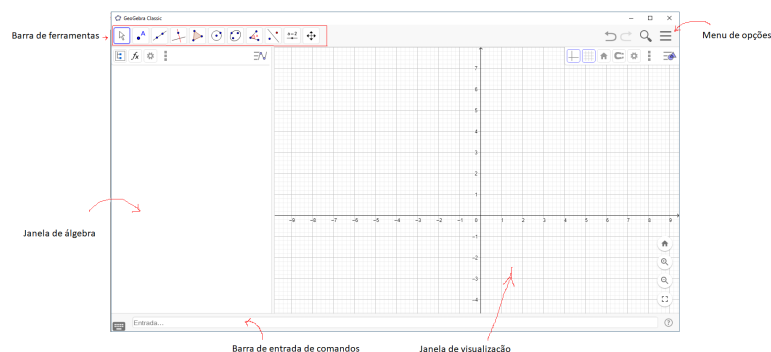 GeoGebra Classic
Barra de ferramentas
A
a=2
Menu de opções
fx
7
6
5
4
3
2
1
-9 -8 -7 -6 -5 -4 -3 -2 -1 0 1 2 3 4 5 6 7 8 9
-1
-2
-3
-4
Janela de álgebra
Entrada...
?
Barra de entrada de comandos
Janela de visualização